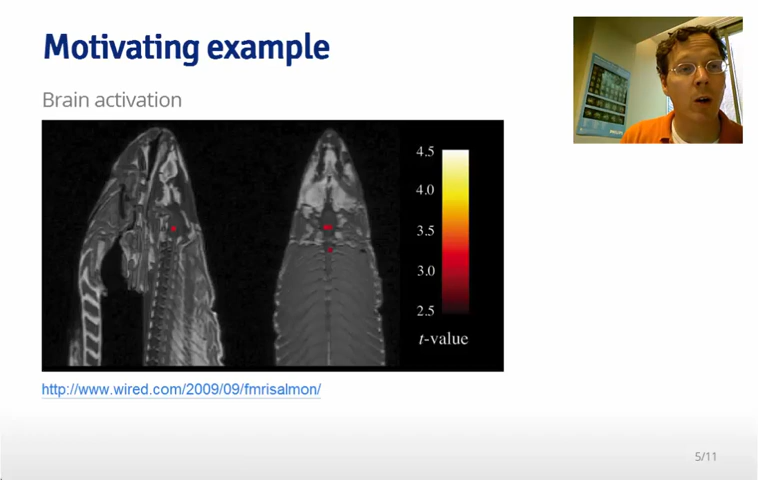 Motivating example
Brain activation
4.5
4.0
3.5
3.0
2.5
t-value
http://www.wired.com/2009/09/fmrisalmon/
5/11